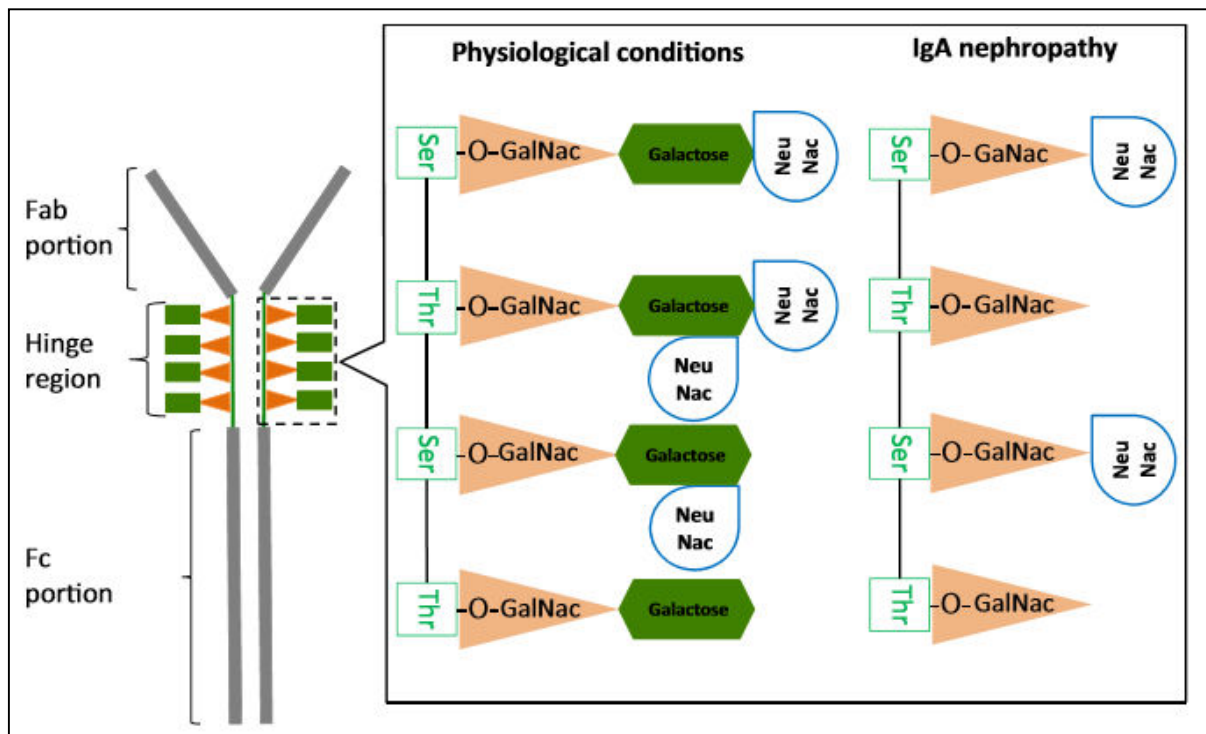 Physiological conditions
IgA nephropathy
Fab
portion
Hinge
region
Fc
portion
Ser
-O-GalNac
Galactose
Neu
Nac
Thr
-O-GalNac
Galactose
Neu
Nac
Neu
Nac
Ser
-O-GalNac
Galactose
Neu
Nac
Thr
-O-GalNac
Galactose
Ser
-O-GaNac
Neu
Nac
Thr
-O-GalNac
Ser
-O-GalNac
Neu
Nac
Thr
-O-GalNac